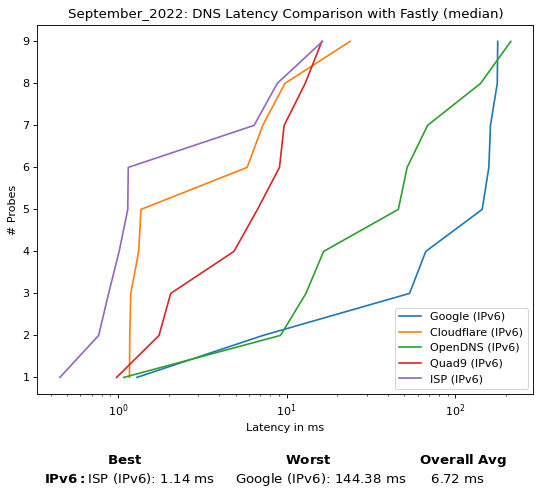 September_2022: DNS Latency Comparison with Fastly (median)
9
8
7
6
5
4
3
2
1
# Probes
Google (IPv6)
Cloudflare (IPv6)
OpenDNS (IPv6)
Quad9 (IPv6)
ISP (IPv6)
10⁰ 10¹ 10²
Latency in ms
Best Worst Overall Avg
IPv6: ISP (IPv6): 1.14 ms Google (IPv6): 144.38 ms 6.72 ms